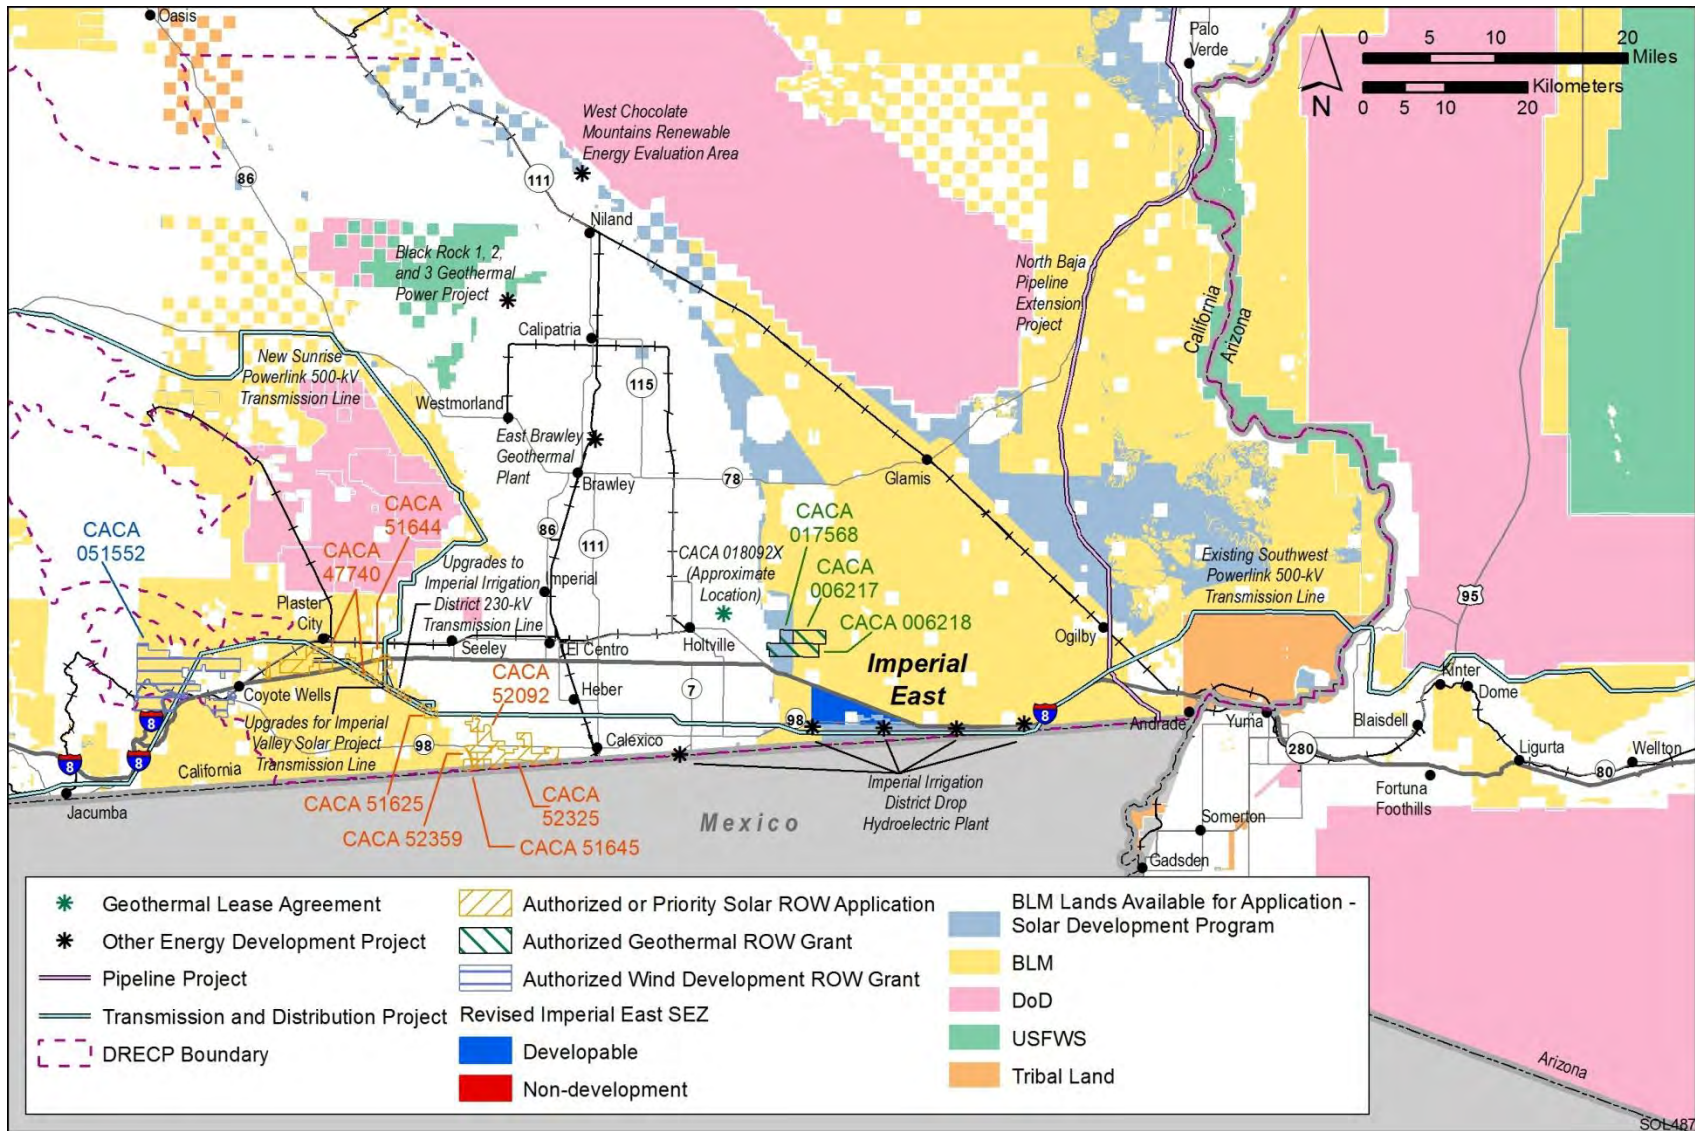 Oasis
Palo
Verde
0 5 10 20
Miles
Kilometers
0 5 10 20
N
West Chocolate
Mountains Renewable
Energy Evaluation Area
86
111
Niland
Black Rock 1, 2,
and 3 Geothermal
Power Project
North Baja
Pipeline
Extension
Project
California
Arizona
Calipatria
New Sunrise
Powerlink 500-kV
Transmission Line
115
Westmorland
East Brawley
Geothermal
Plant
Brawley
78
Glamis
CACA
51644
CACA
051552
CACA
47740
86
111
CACA
017568
CACA 018092X
(Approximate
Location)
CACA
006217
CACA 006218
Upgrades to
Imperial Irrigation
District 230-kV
Transmission Line
Imperial
Existing Southwest
Powerlink 500-kV
Transmission Line
95
Plaster
City
Seeley
El Centro
Holtville
Ogilby
Imperial
East
CACA
52092
Coyote Wells
Heber
7
Kinter
Dome
8
Upgrades for Imperial
Valley Solar Project
Transmission Line
98
98
8
Andrade
Yuma
Blaisdell
280
Calexico
8
8
California
Ligurta
80
Wellton
Fortuna
Foothills
Jacumba
CACA 51625
CACA
52325
CACA 52359
CACA 51645
Imperial Irrigation
District Drop
Hydroelectric Plant
Mexico
Somerton
Gadsden
Geothermal Lease Agreement
Other Energy Development Project
Pipeline Project
Transmission and Distribution Project
DRECP Boundary
Authorized or Priority Solar ROW Application
Authorized Geothermal ROW Grant
Authorized Wind Development ROW Grant
Revised Imperial East SEZ
Developable
Non-development
BLM Lands Available for Application -
Solar Development Program
BLM
DoD
USFWS
Tribal Land
Arizona
SOL487